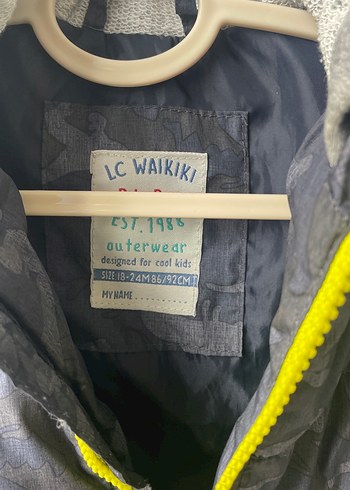 LC WAIKIKI
EST. 1988
outerwear
designed for cool kids
SIZE 18-24M 86/92CM T
MY NAME..........